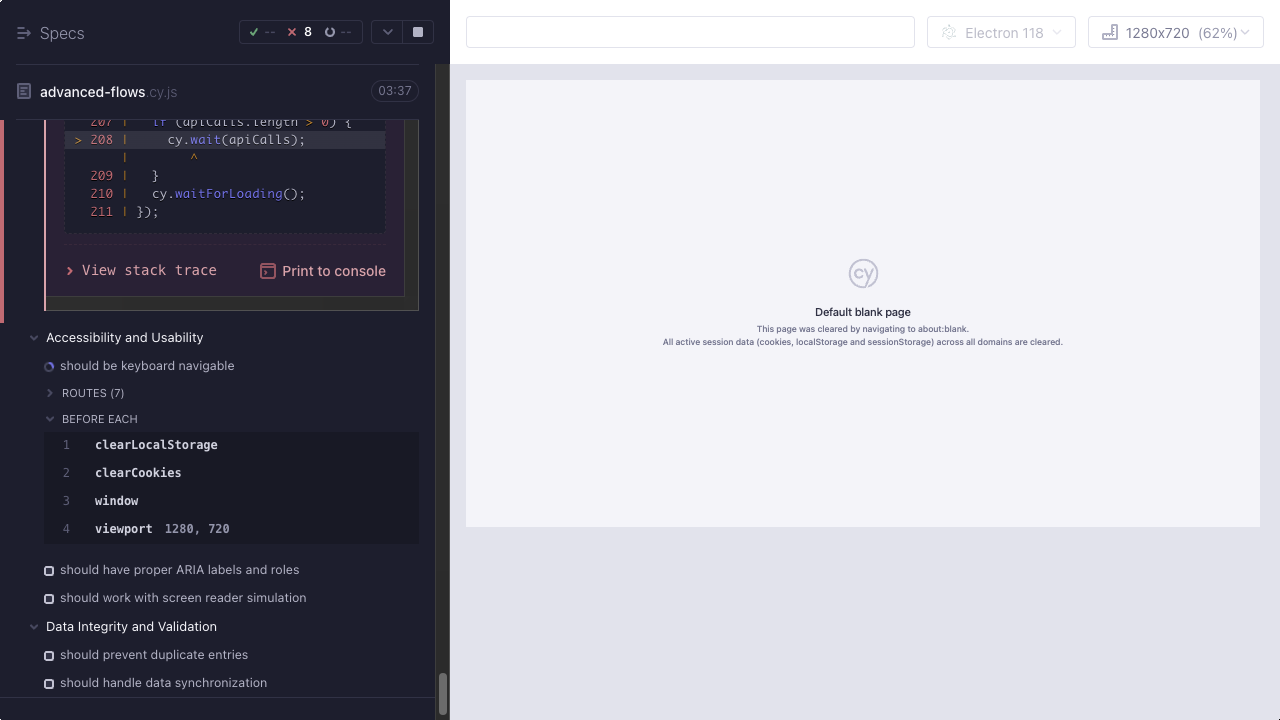 Specs
-- 8 --
advanced-flows.cy.js 03:37
207 | if (apiCalls.length > 0) {
> 208 | cy.wait(apiCalls);
| ^
209 | }
210 | cy.waitForLoading();
211 | });
View stack trace
Print to console
Accessibility and Usability
should be keyboard navigable
ROUTES (7)
BEFORE EACH
1 clearLocalStorage
2 clearCookies
3 window
4 viewport 1280, 720
should have proper ARIA labels and roles
should work with screen reader simulation
Data Integrity and Validation
should prevent duplicate entries
should handle data synchronization
Electron 118
1280x720 (62%)
cy
Default blank page
This page was cleared by navigating to about:blank.
All active session data (cookies, localStorage and sessionStorage) across all domains are cleared.